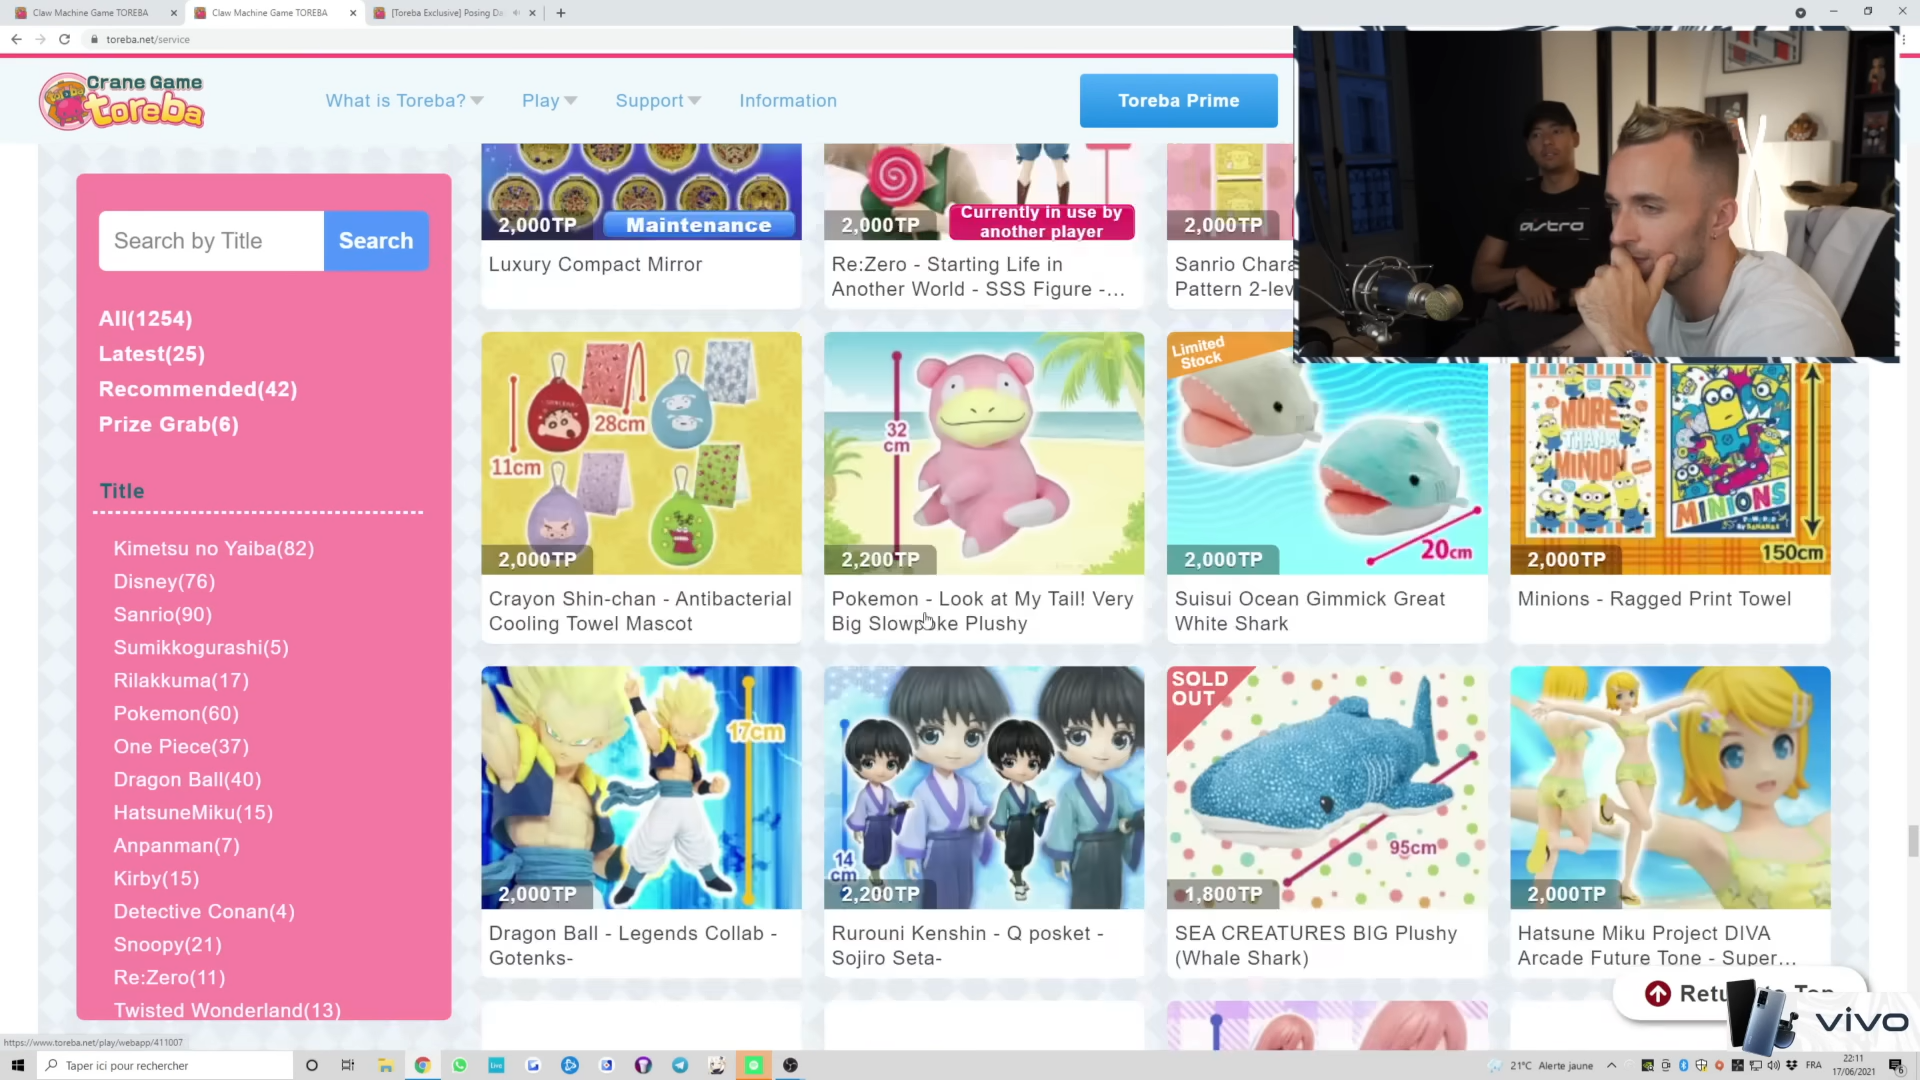 Claw Machine Game TOREBA
Claw Machine Game TOREBA
[Toreba Exclusive] Posing Da
toreba.net/service
Crane Game
toreba
What is Toreba?
Play
Support
Information
Toreba Prime
Search by Title
Search
All(1254)
Latest(25)
Recommended(42)
Prize Grab(6)
Title
Kimetsu no Yaiba(82)
Disney(76)
Sanrio(90)
Sumikkogurashi(5)
Rilakkuma(17)
Pokemon(60)
One Piece(37)
Dragon Ball(40)
HatsuneMiku(15)
Anpanman(7)
Kirby(15)
Detective Conan(4)
Snoopy(21)
Re:Zero(11)
Twisted Wonderland(13)
2,000TP
Maintenance
Luxury Compact Mirror
2,000TP
Currently in use by
another player
Re:Zero - Starting Life in
Another World - SSS Figure -...
2,000TP
Sanrio Chara
Pattern 2-lev
astro
11cm
28cm
2,000TP
Crayon Shin-chan - Antibacterial
Cooling Towel Mascot
32
cm
2,200TP
Pokemon - Look at My Tail! Very
Big Slowpoke Plushy
Limited
Stock
20cm
2,000TP
Suisui Ocean Gimmick Great
White Shark
MORE
THAN A
MINION
MINIONS
150cm
2,000TP
Minions - Ragged Print Towel
17cm
2,000TP
Dragon Ball - Legends Collab -
Gotenks-
14
cm
2,200TP
Rurouni Kenshin - Q posket -
Sojiro Seta-
SOLD
OUT
95cm
1,800TP
SEA CREATURES BIG Plushy
(Whale Shark)
2,000TP
Hatsune Miku Project DIVA
Arcade Future Tone - Super...
vivo
https://www.toreba.net/play/webapp/411007
Taper ici pour rechercher
21°C Alerte jaune
FRA
22:11
17/06/2021